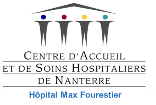 CENTRE D'ACCUEIL
ET DE SOINS HOSPITALIERS
DE NANTERRE
Hôpital Max Fourestier